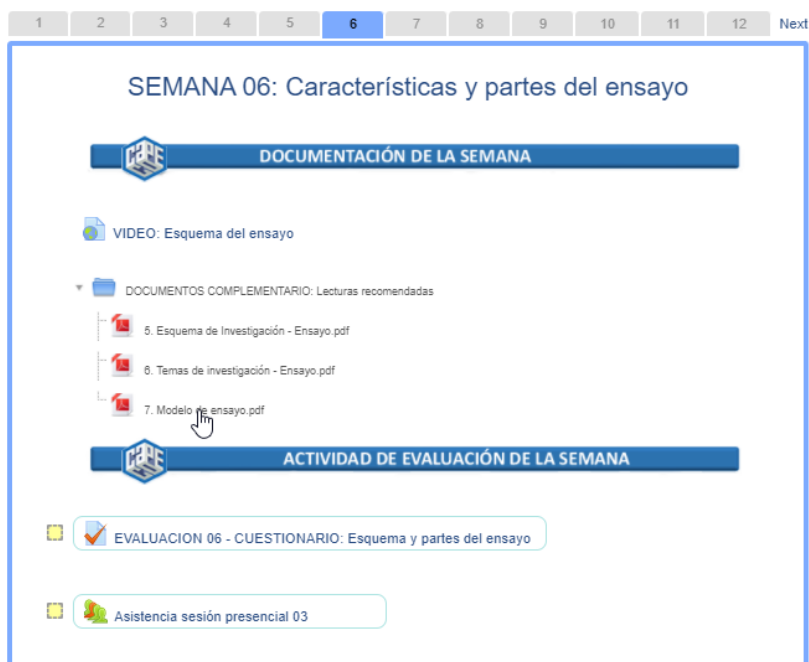 1 2 3 4 5 6 7 8 9 10 11 12 Next
SEMANA 06: Características y partes del ensayo
DOCUMENTACIÓN DE LA SEMANA
VIDEO: Esquema del ensayo
DOCUMENTOS COMPLEMENTARIO: Lecturas recomendadas
5. Esquema de Investigación - Ensayo.pdf
6. Temas de investigación - Ensayo.pdf
7. Modelo de ensayo.pdf
ACTIVIDAD DE EVALUACIÓN DE LA SEMANA
EVALUACION 06 - CUESTIONARIO: Esquema y partes del ensayo
Asistencia sesión presencial 03